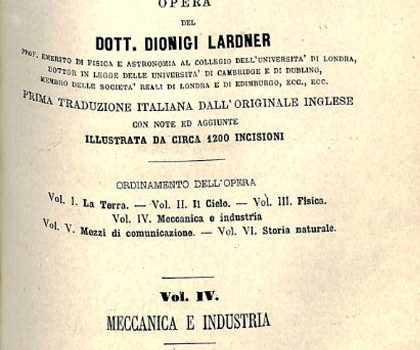 OPERA
DEL
DOTT. DIONIGI LARDNER
PROF. EMERITO DI FISICA E ASTRONOMIA AL COLLEGIO DELL'UNIVERSITA' DI LONDRA,
DOTTOR IN LEGGE DELLE UNIVERSITA' DI CAMBRIDGE E DI DUBLINO,
MEMBRO DELLE SOCIETA' REALI DI LONDRA E DI EDIMBURGO, ECC., ECC.
PRIMA TRADUZIONE ITALIANA DALL'ORIGINALE INGLESE
CON NOTE ED AGGIUNTE
ILLUSTRATA DA CIRCA 1200 INCISIONI
ORDINAMENTO DELL'OPERA
Vol. I. La Terra. — Vol. II. Il Cielo. — Vol. III. Fisica.
Vol. IV. Meccanica e industria
Vol. V. Mezzi di comunicazione. — Vol. VI. Storia naturale.
Vol. IV.
MECCANICA E INDUSTRIA